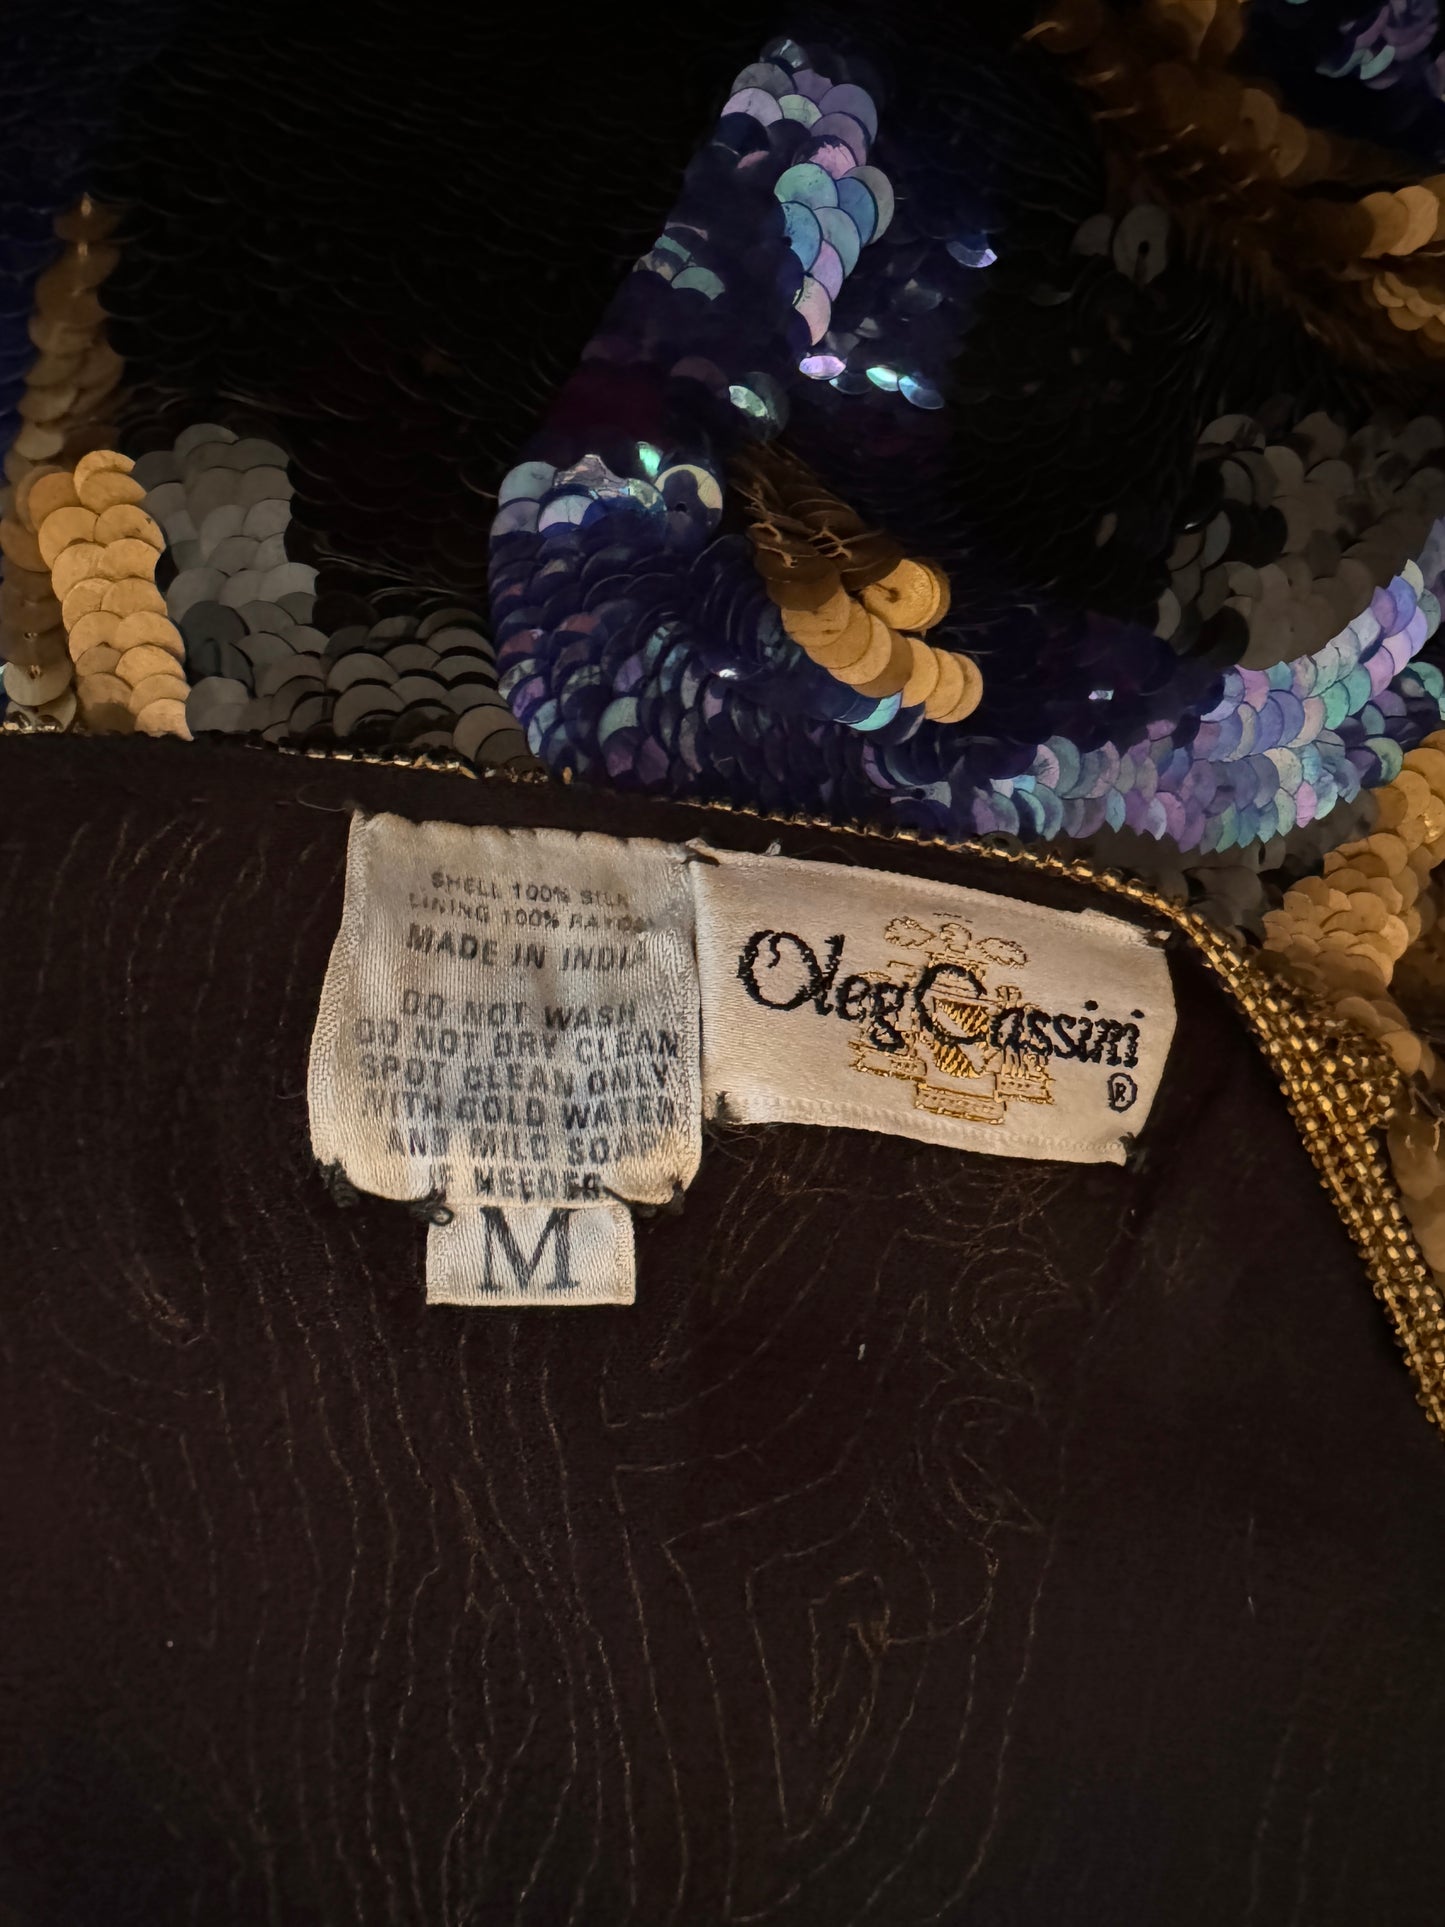 SHELL 100% SILK
LINING 100% RAYON
MADE IN INDIA
DO NOT WASH
DO NOT DRY CLEAN
SPOT CLEAN ONLY
WITH COLD WATER
AND MILD SOAP
IF NEEDED
M
Oleg Cassini
®